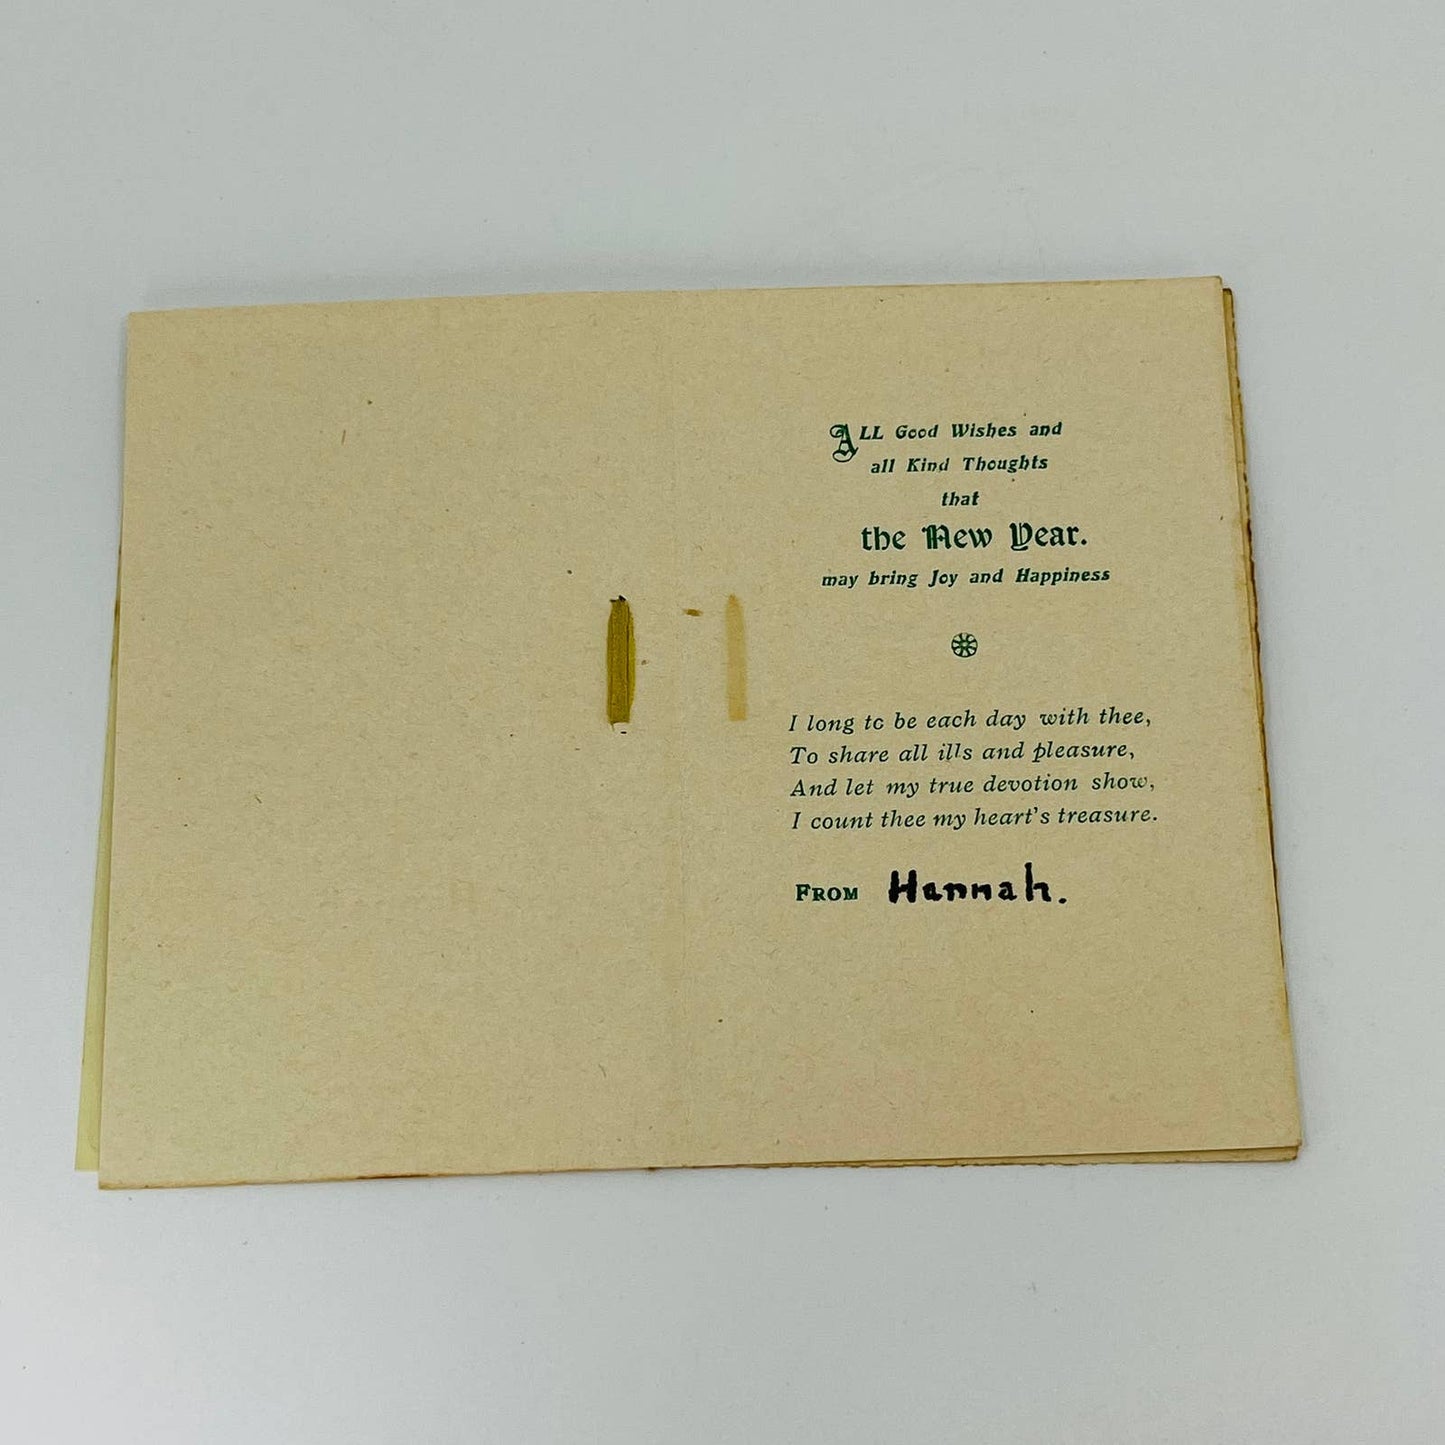 ALL Good Wishes and
all Kind Thoughts
that
the New Year.
may bring Joy and Happiness
I long to be each day with thee,
To share all ills and pleasure,
And let my true devotion show,
I count thee my heart's treasure.
FROM Hannah.